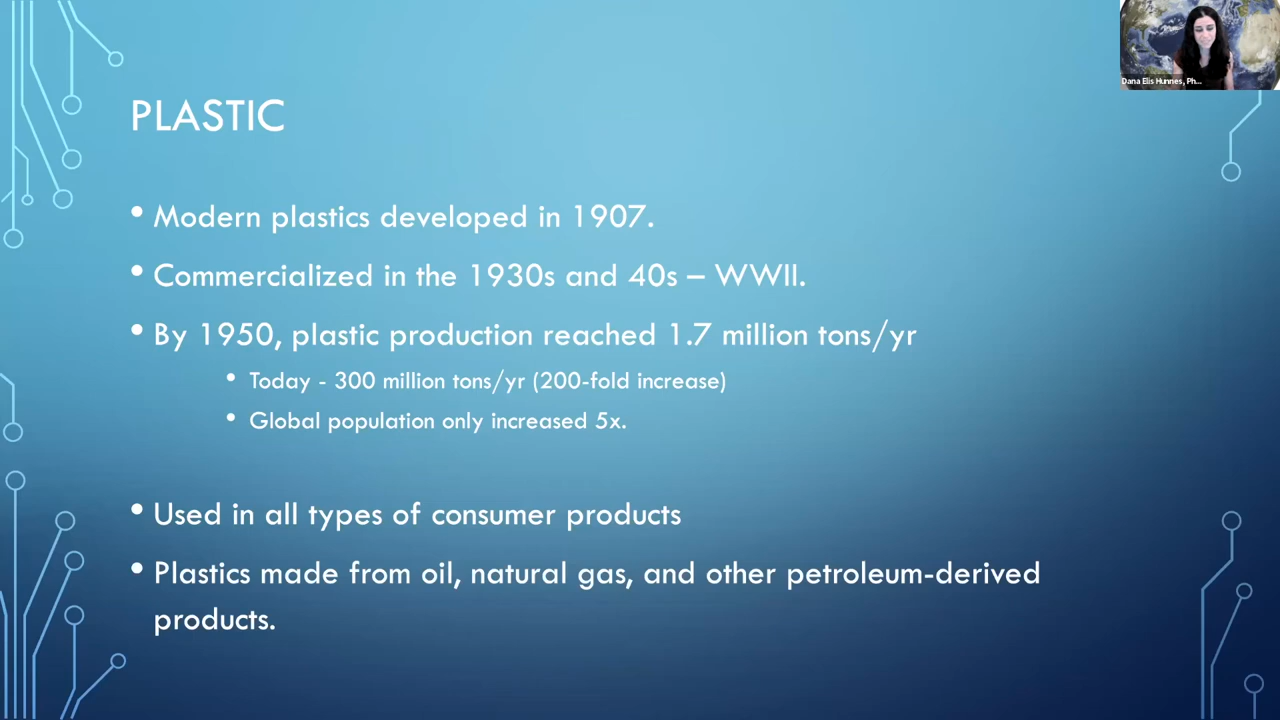 Dana Elis Hunnes, Ph...
PLASTIC
• Modern plastics developed in 1907.
• Commercialized in the 1930s and 40s – WWII.
• By 1950, plastic production reached 1.7 million tons/yr
• Today - 300 million tons/yr (200-fold increase)
• Global population only increased 5x.
• Used in all types of consumer products
• Plastics made from oil, natural gas, and other petroleum-derived
products.